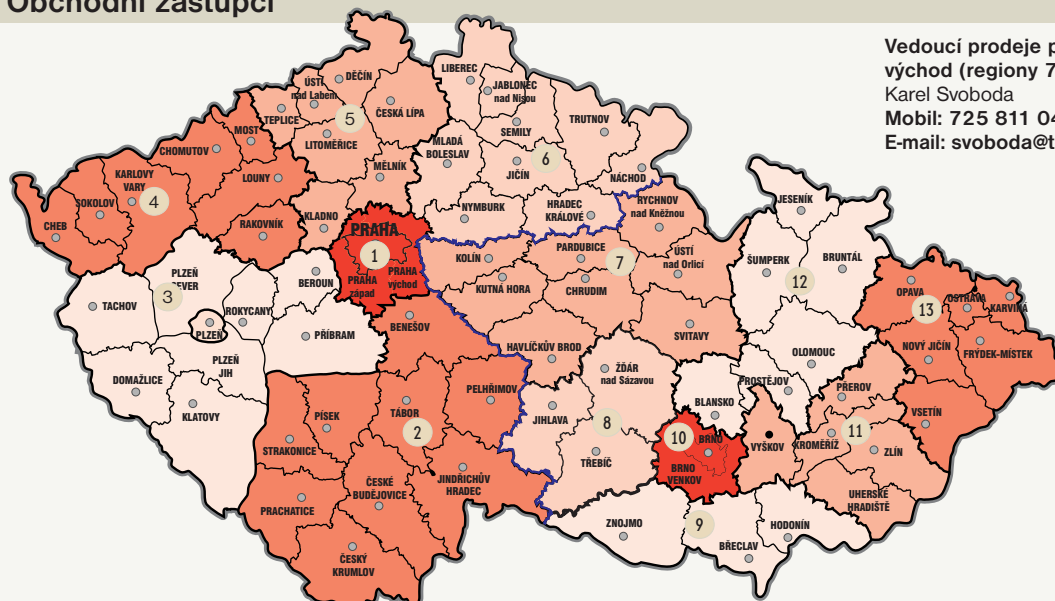 Obchodní zástupci
Vedoucí prodeje p
východ (regiony 7
Karel Svoboda
Mobil: 725 811 04
E-mail: svoboda@t
LIBEREC
JABLONEC
nad Nisou
DĚČÍN
ÚSTÍ
nad Labem
ČESKÁ LÍPA
TEPLICE
5
LITOMĚŘICE
SEMILY
TRUTNOV
MLADÁ
BOLESLAV
6
JIČÍN
NÁCHOD
MOST
CHOMUTOV
MĚLNÍK
KARLOVY
VARY
LOUNY
4
SOKOLOV
CHEB
RAKOVNÍK
KLADNO
NYMBURK
HRADEC
KRÁLOVÉ
RYCHNOV
nad Kněžnou
JESENÍK
PRAHA
1
PRAHA
západ
PRAHA
východ
KOLÍN
PARDUBICE
7
ÚSTÍ
nad Orlicí
KUTNÁ HORA
CHRUDIM
ŠUMPERK
BRUNTÁL
12
PLZEŇ
SEVER
3
TACHOV
ROKYCANY
BEROUN
PLZEŇ
PŘÍBRAM
BENEŠOV
SVITAVY
OPAVA
OSTRAVA
KARVINÁ
13
NOVÝ JIČÍN
FRÝDEK-MÍSTEK
HAVLÍČKŮV BROD
OLOMOUC
PLZEŇ
JIH
DOMAŽLICE
KLATOVY
ŽĎÁR
nad Sázavou
PROSTĚJOV
PŘEROV
PELHŘIMOV
BLANSKO
VSETÍN
PÍSEK
TÁBOR
2
JIHLAVA
8
10
BRNO
BRNO
VENKOV
VYŠKOV
KROMĚŘÍŽ
11
ZLÍN
STRAKONICE
TŘEBÍČ
ČESKÉ
BUDĚJOVICE
JINDŘICHŮV
HRADEC
UHERSKÉ
HRADIŠTĚ
PRACHATICE
ZNOJMO
9
HODONÍN
BŘECLAV
ČESKÝ
KRUMLOV